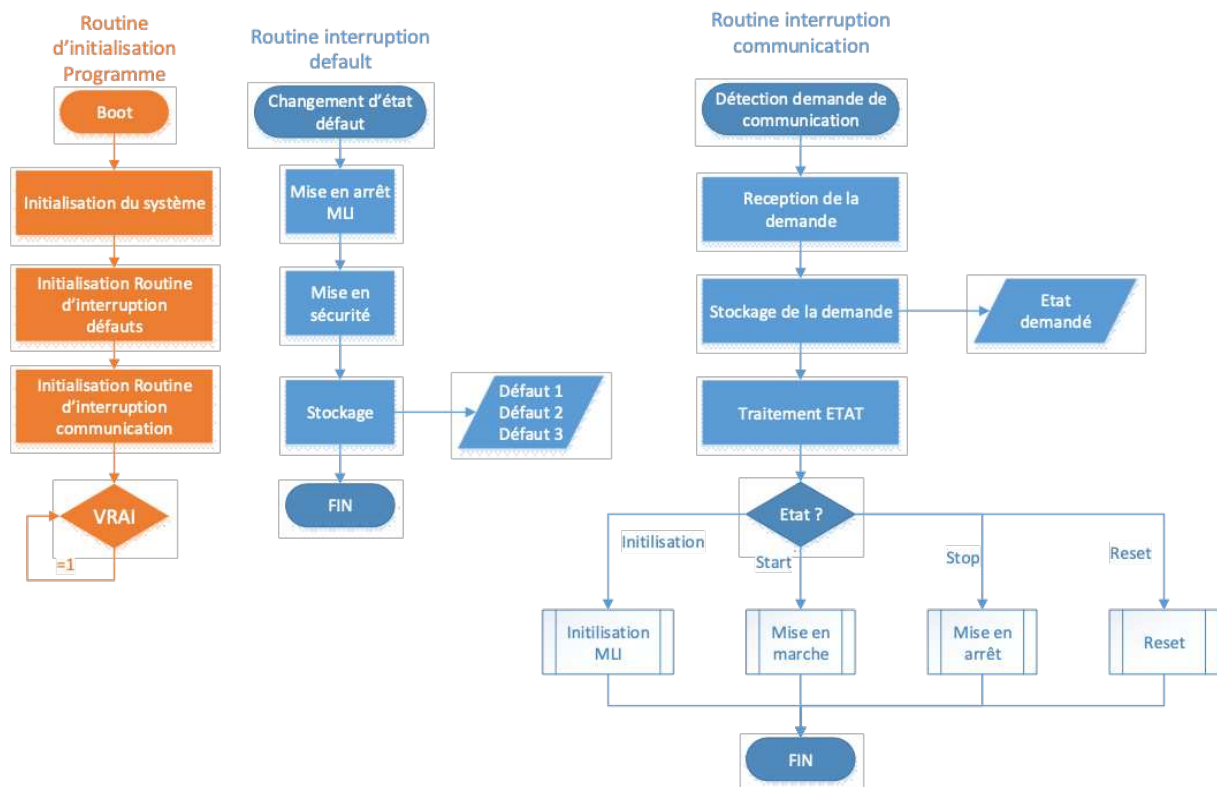 Routine
d'initialisation
Programme
Boot
Initialisation du système
Initialisation Routine
d'interruption
défauts
Initialisation Routine
d'interruption
communication
VRAI
=1
Routine interruption
default
Changement d'état
défaut
Mise en arrêt
MLI
Mise en
sécurité
Stockage
Défaut 1
Défaut 2
Défaut 3
FIN
Routine interruption
communication
Détection demande de
communication
Reception de la
demande
Stockage de la demande
Etat
demandé
Traitement ETAT
Etat ?
Initilisation
Start
Stop
Reset
Initilisation
MLI
Mise en
marche
Mise en
arrêt
Reset
FIN